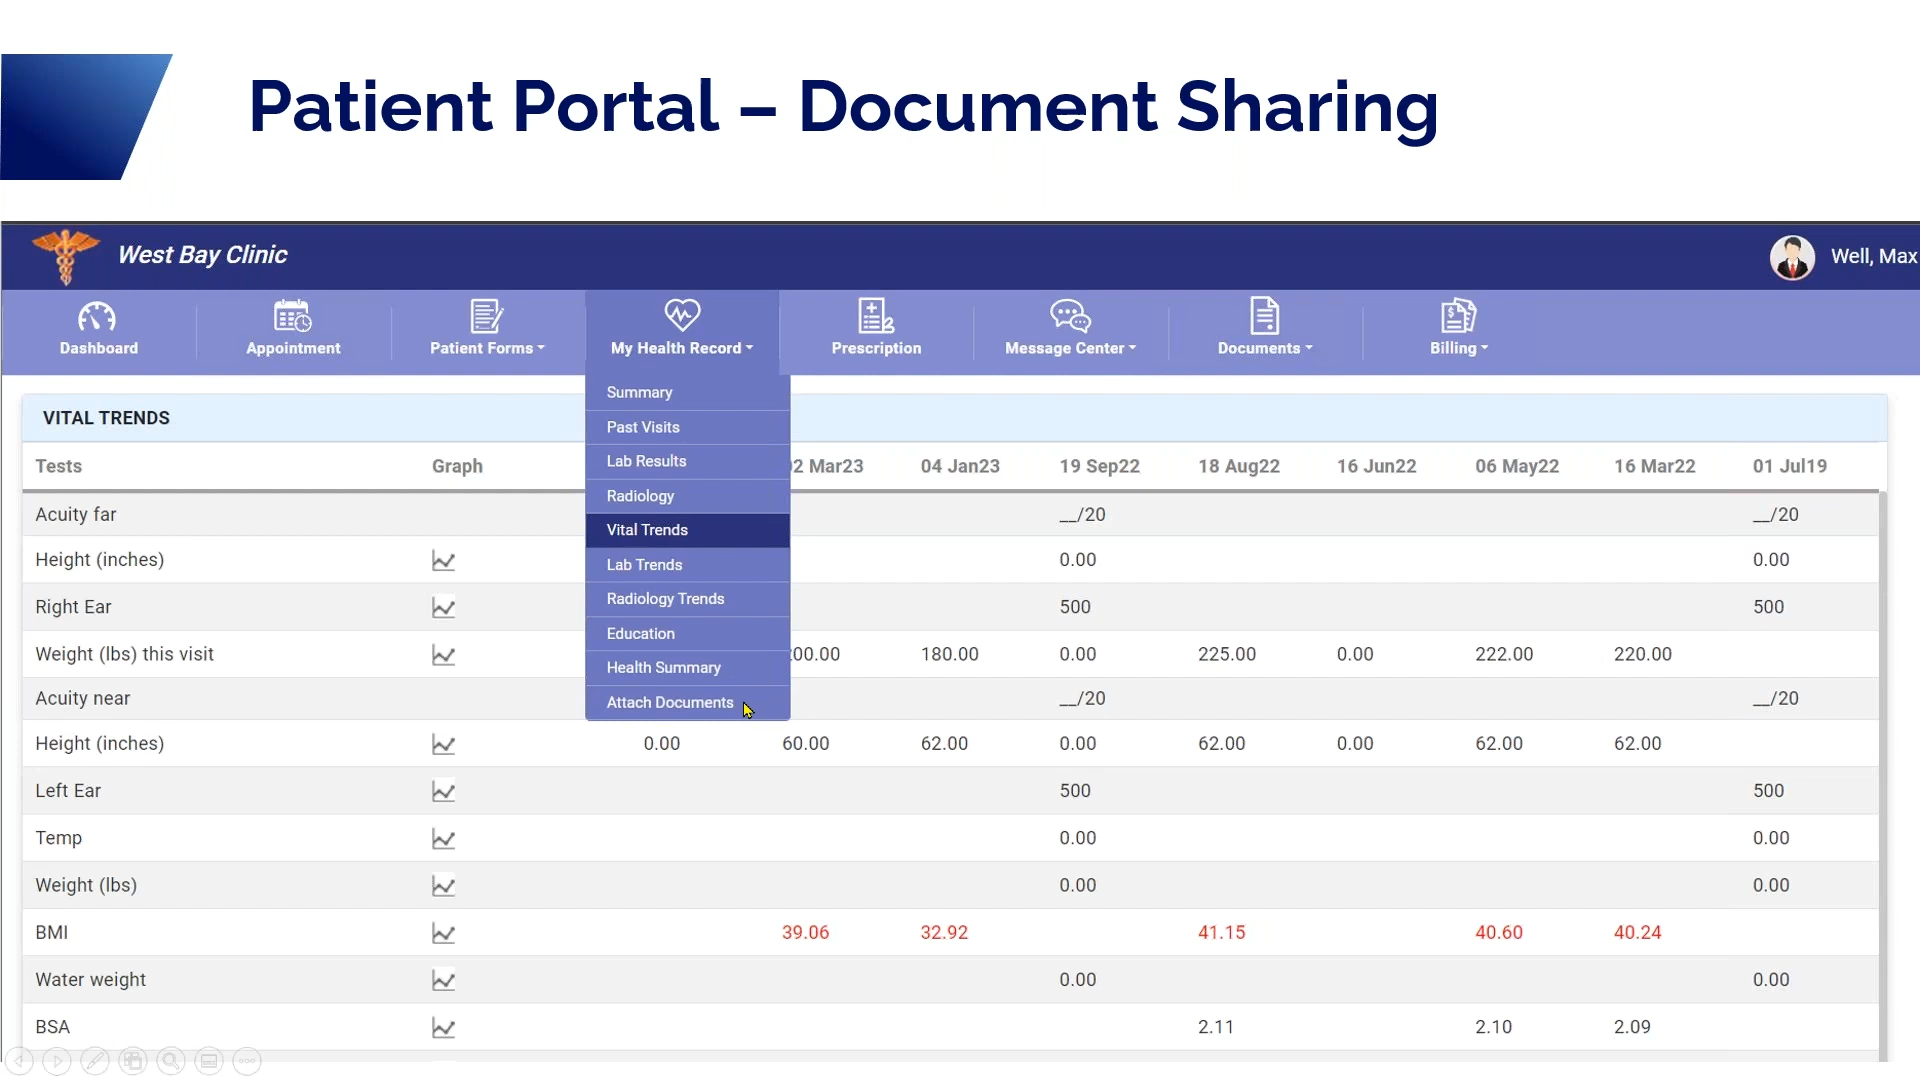 Patient Portal – Document Sharing
West Bay Clinic
Well, Max
Dashboard Appointment Patient Forms My Health Record Prescription Message Center Documents Billing
Summary
Past Visits
Lab Results
Radiology
Vital Trends
Lab Trends
Radiology Trends
Education
Health Summary
Attach Documents
VITAL TRENDS
Tests Graph 2 Mar23 04 Jan23 19 Sep22 18 Aug22 16 Jun22 06 May22 16 Mar22 01 Jul19
Acuity far __/20 __/20
Height (inches) 0.00 0.00
Right Ear 500 500
Weight (lbs) this visit 00.00 180.00 0.00 225.00 0.00 222.00 220.00
Acuity near __/20 __/20
Height (inches) 0.00 60.00 62.00 0.00 62.00 0.00 62.00 62.00
Left Ear 500 500
Temp 0.00 0.00
Weight (lbs) 0.00 0.00
BMI 39.06 32.92 41.15 40.60 40.24
Water weight 0.00 0.00
BSA 2.11 2.10 2.09